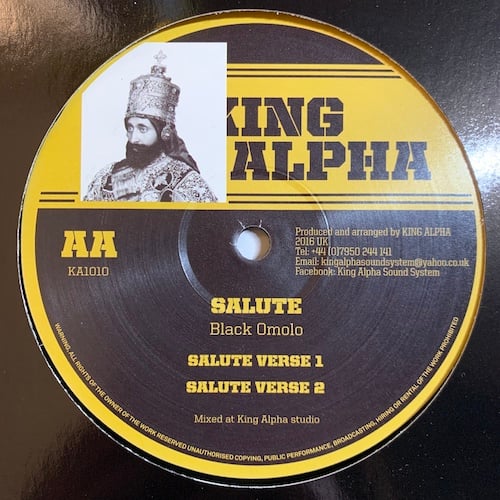 KING
ALPHA
AA
KA1010
Produced and arranged by KING ALPHA
2016 UK
Tel: +44 (0)7950 244 141
Email: kingalphasoundsystem@yahoo.co.uk
Facebook: King Alpha Sound System
SALUTE
Black Omolo
SALUTE VERSE 1
SALUTE VERSE 2
Mixed at King Alpha studio
WARNING, ALL RIGHTS OF THE OWNER OF THE WORK RESERVED UNAUTHORISED COPYING, PUBLIC PERFORMANCE, BROADCASTING, HIRING OR RENTAL OF THE WORK PROHIBITED